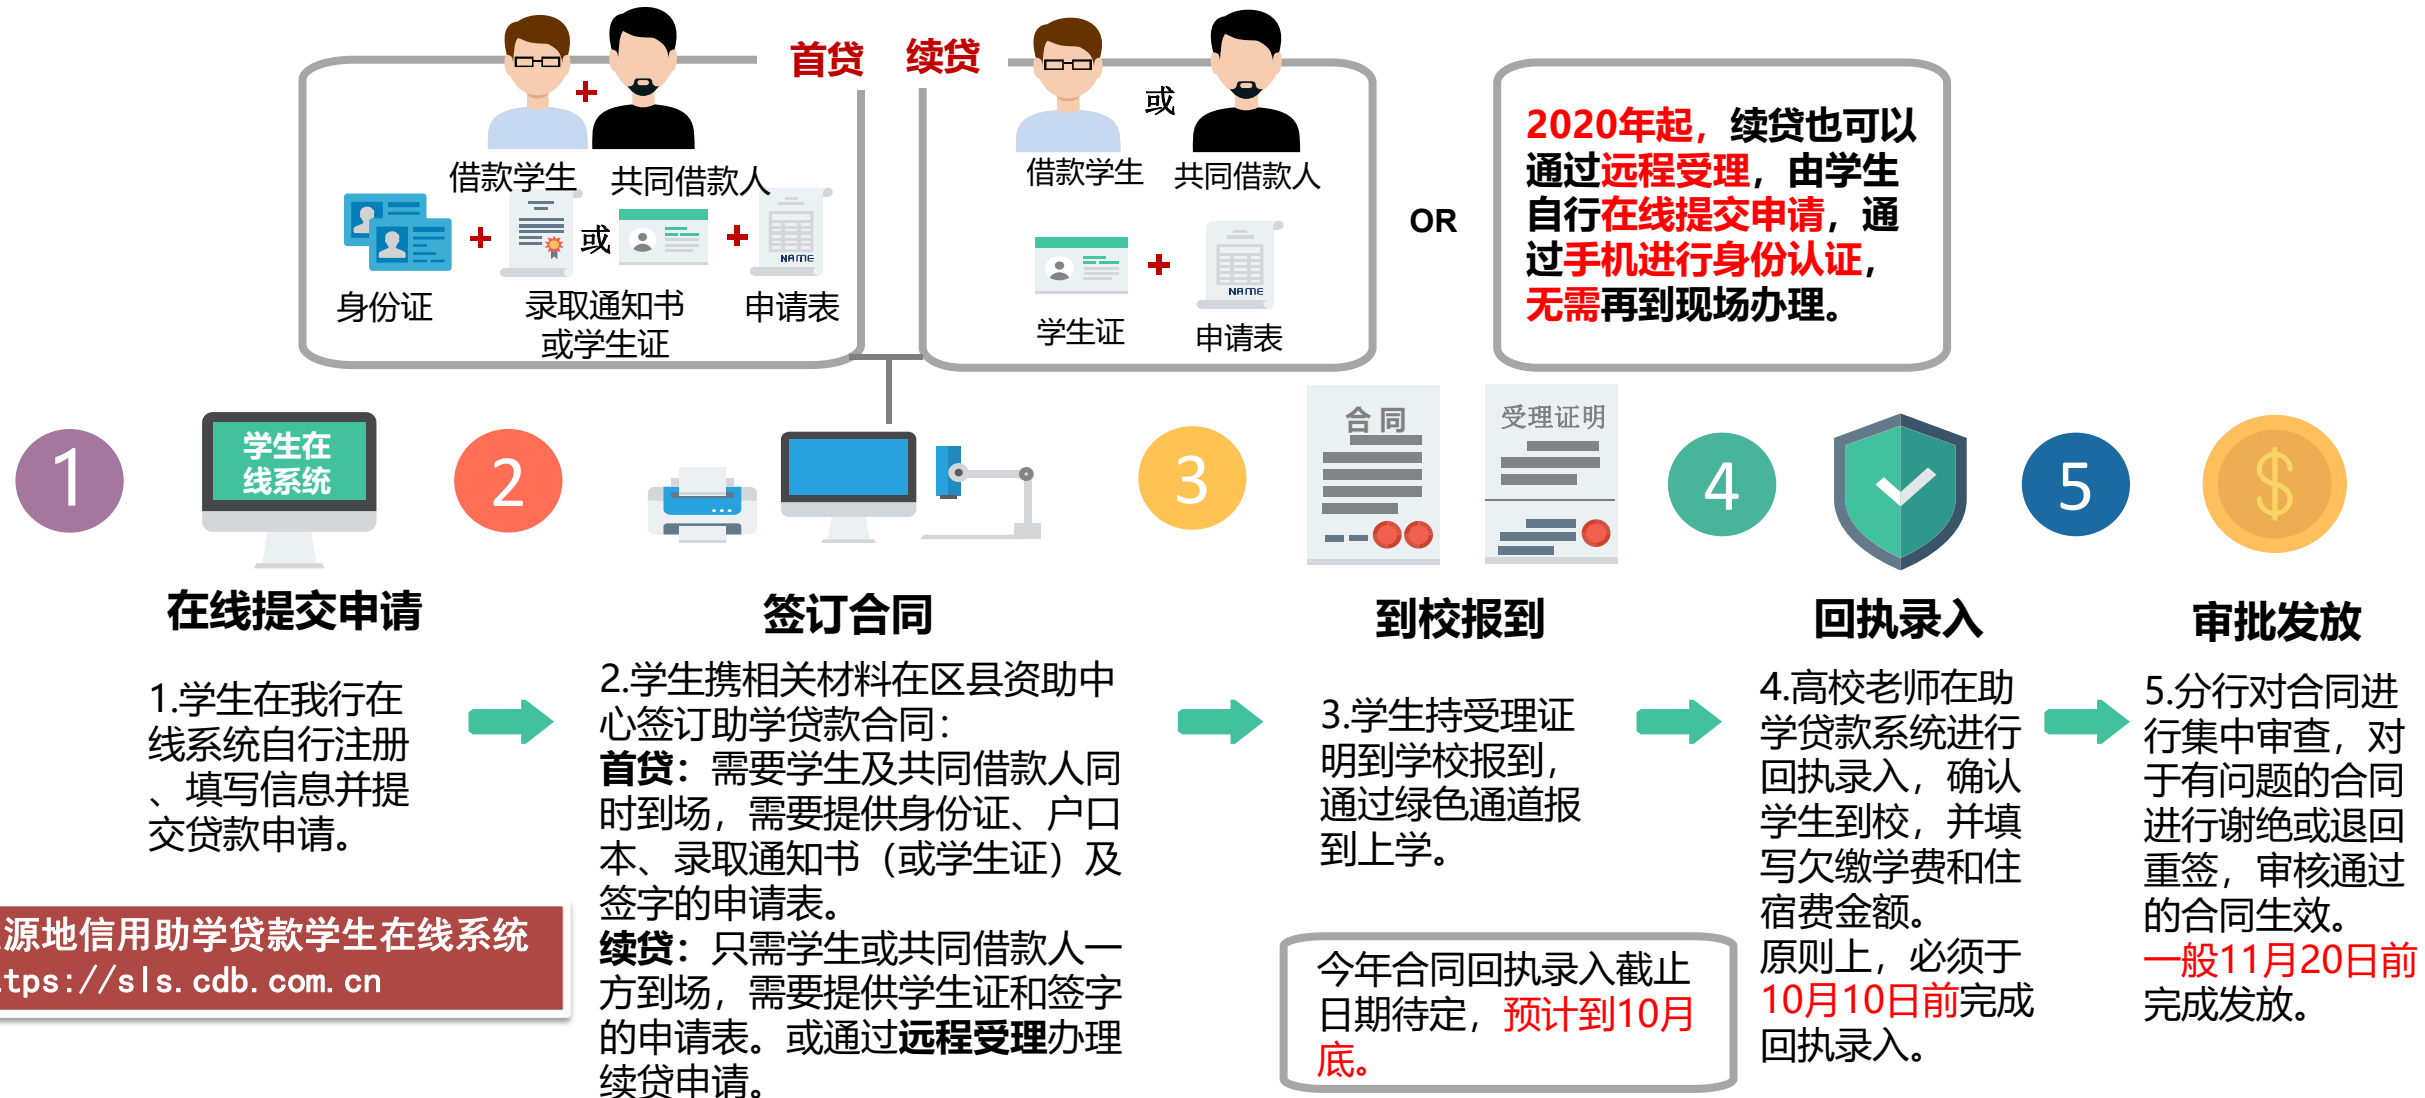 首贷
续贷
借款学生
共同借款人
或
身份证
录取通知书
或学生证
申请表
NAME
或
借款学生
共同借款人
学生证
申请表
NAME
OR
2020年起，续贷也可以
通过远程受理，由学生
自行在线提交申请，通
过手机进行身份认证，
无需再到现场办理。
1
学生在
线系统
2
3
合同
受理证明
4
5
$
在线提交申请
1.学生在我行在
线系统自行注册
、填写信息并提
交贷款申请。
源地信用助学贷款学生在线系统
tps://sls.cdb.com.cn
签订合同
2.学生携相关材料在区县资助中
心签订助学贷款合同：
首贷：需要学生及共同借款人同
时到场，需要提供身份证、户口
本、录取通知书（或学生证）及
签字的申请表。
续贷：只需学生或共同借款人一
方到场，需要提供学生证和签字
的申请表。或通过远程受理办理
续贷申请。
到校报到
3.学生持受理证
明到学校报到，
通过绿色通道报
到上学。
今年合同回执录入截止
日期待定，预计到10月
底。
回执录入
4.高校老师在助
学贷款系统进行
回执录入，确认
学生到校，并填
写欠缴学费和住
宿费金额。
原则上，必须于
10月10日前完成
回执录入。
审批发放
5.分行对合同进
行集中审查，对
于有问题的合同
进行谢绝或退回
重签，审核通过
的合同生效。
一般11月20日前
完成发放。